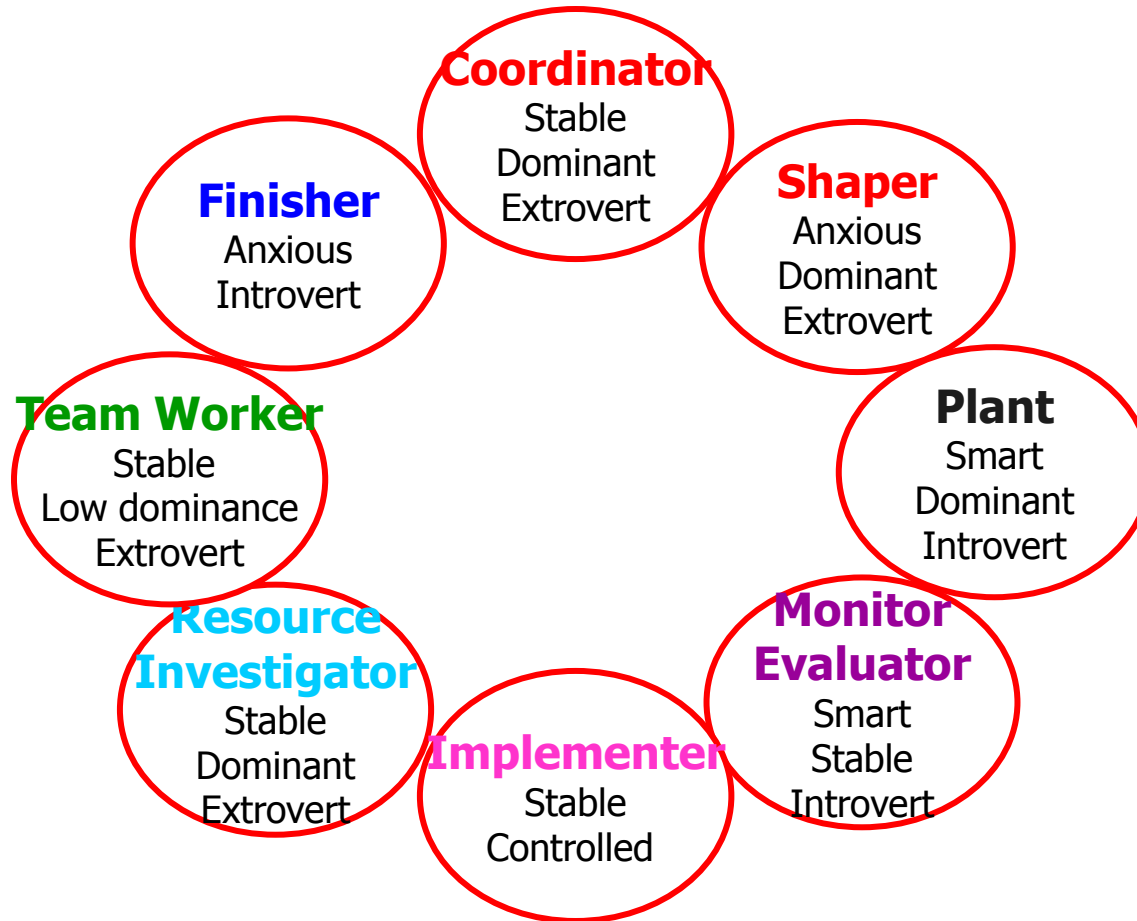 Coordinator
Stable
Dominant
Extrovert
Shaper
Anxious
Dominant
Extrovert
Plant
Smart
Dominant
Introvert
Monitor
Evaluator
Smart
Stable
Introvert
Implementer
Stable
Controlled
Resource
Investigator
Stable
Dominant
Extrovert
Team Worker
Stable
Low dominance
Extrovert
Finisher
Anxious
Introvert